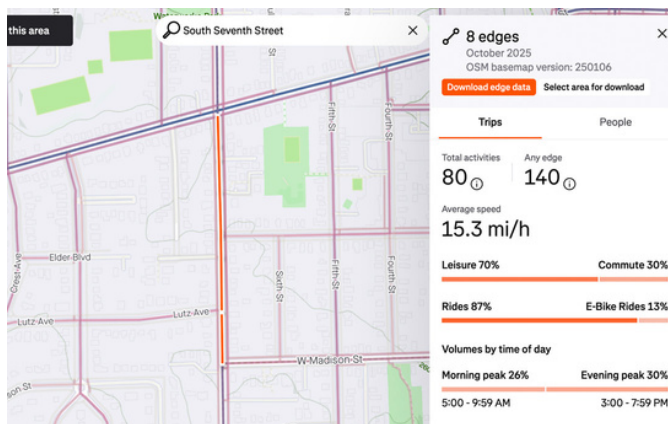 this area
South Seventh Street
8 edges
October 2025
OSM basemap version: 250106
Download edge data
Select area for download
Trips
People
Total activities
Any edge
80
140
Average speed
15.3 mi/h
Leisure 70%
Commute 30%
Rides 87%
E-Bike Rides 13%
Volumes by time of day
Morning peak 26%
Evening peak 30%
5:00 - 9:59 AM
3:00 - 7:59 PM
Fifth-St
Fourth-St
Crest-Ave
Elder-Blvd
Sixth-St
Fifth-St
Fourth-St
Lutz-Ave
Lutz-Ave
W-Madison-St
son-St